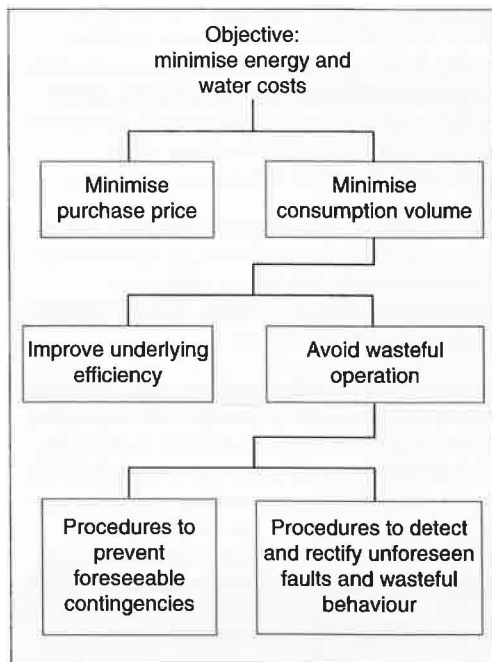 Objective:
minimise energy and
water costs
Minimise
purchase price
Minimise
consumption volume
Improve underlying
efficiency
Avoid wasteful
operation
Procedures to
prevent
foreseeable
contingencies
Procedures to detect
and rectify unforeseen
faults and wasteful
behaviour